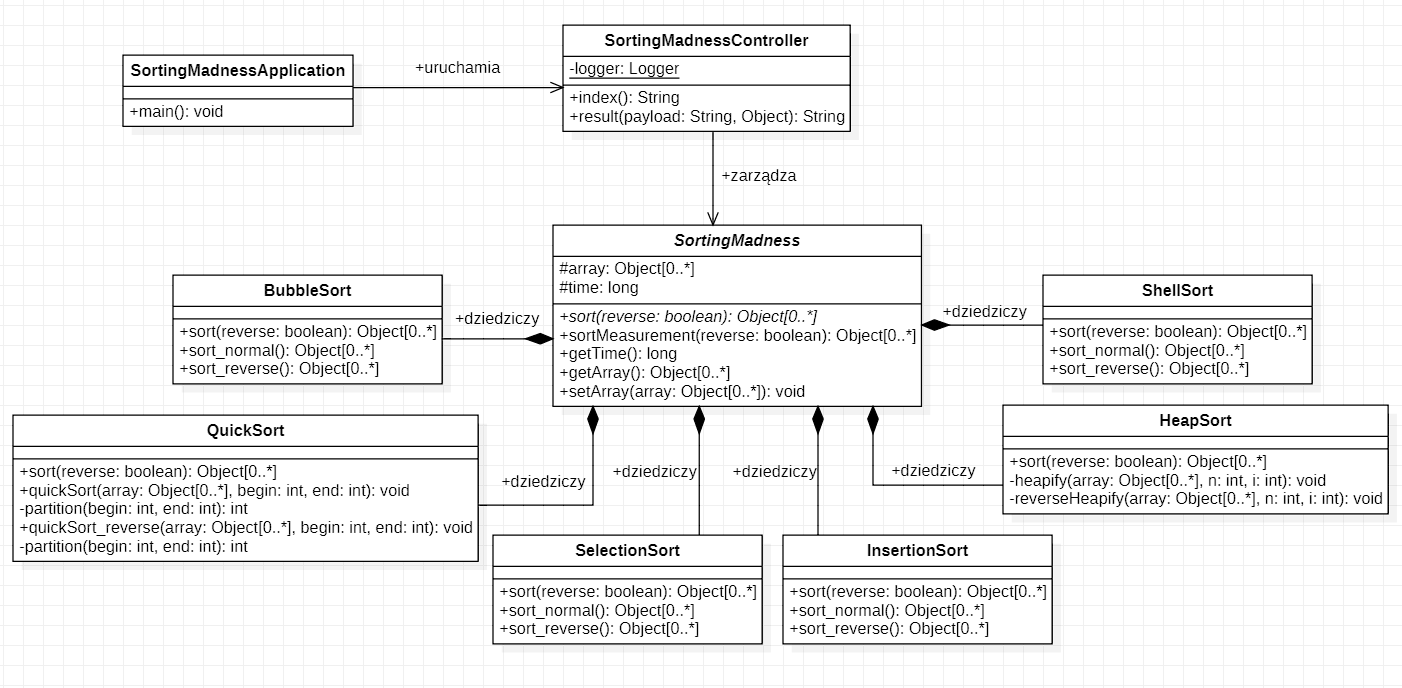 SortingMadnessApplication
+main(): void
+uruchamia
SortingMadnessController
-logger: Logger
+index(): String
+result(payload: String, Object): String
+zarządza
SortingMadness
#array: Object[0..*]
#time: long
+sort(reverse: boolean): Object[0..*]
+sortMeasurement(reverse: boolean): Object[0..*]
+getTime(): long
+getArray(): Object[0..*]
+setArray(array: Object[0..*]): void
BubbleSort
+sort(reverse: boolean): Object[0..*]
+sort_normal(): Object[0..*]
+sort_reverse(): Object[0..*]
+dziedziczy
ShellSort
+sort(reverse: boolean): Object[0..*]
+sort_normal(): Object[0..*]
+sort_reverse(): Object[0..*]
+dziedziczy
QuickSort
+sort(reverse: boolean): Object[0..*]
+quickSort(array: Object[0..*], begin: int, end: int): void
-partition(begin: int, end: int): int
+quickSort_reverse(array: Object[0..*], begin: int, end: int): void
-partition(begin: int, end: int): int
+dziedziczy
+dziedziczy
+dziedziczy
+dziedziczy
HeapSort
+sort(reverse: boolean): Object[0..*]
-heapify(array: Object[0..*], n: int, i: int): void
-reverseHeapify(array: Object[0..*], n: int, i: int): void
SelectionSort
+sort(reverse: boolean): Object[0..*]
+sort_normal(): Object[0..*]
+sort_reverse(): Object[0..*]
InsertionSort
+sort(reverse: boolean): Object[0..*]
+sort_normal(): Object[0..*]
+sort_reverse(): Object[0..*]